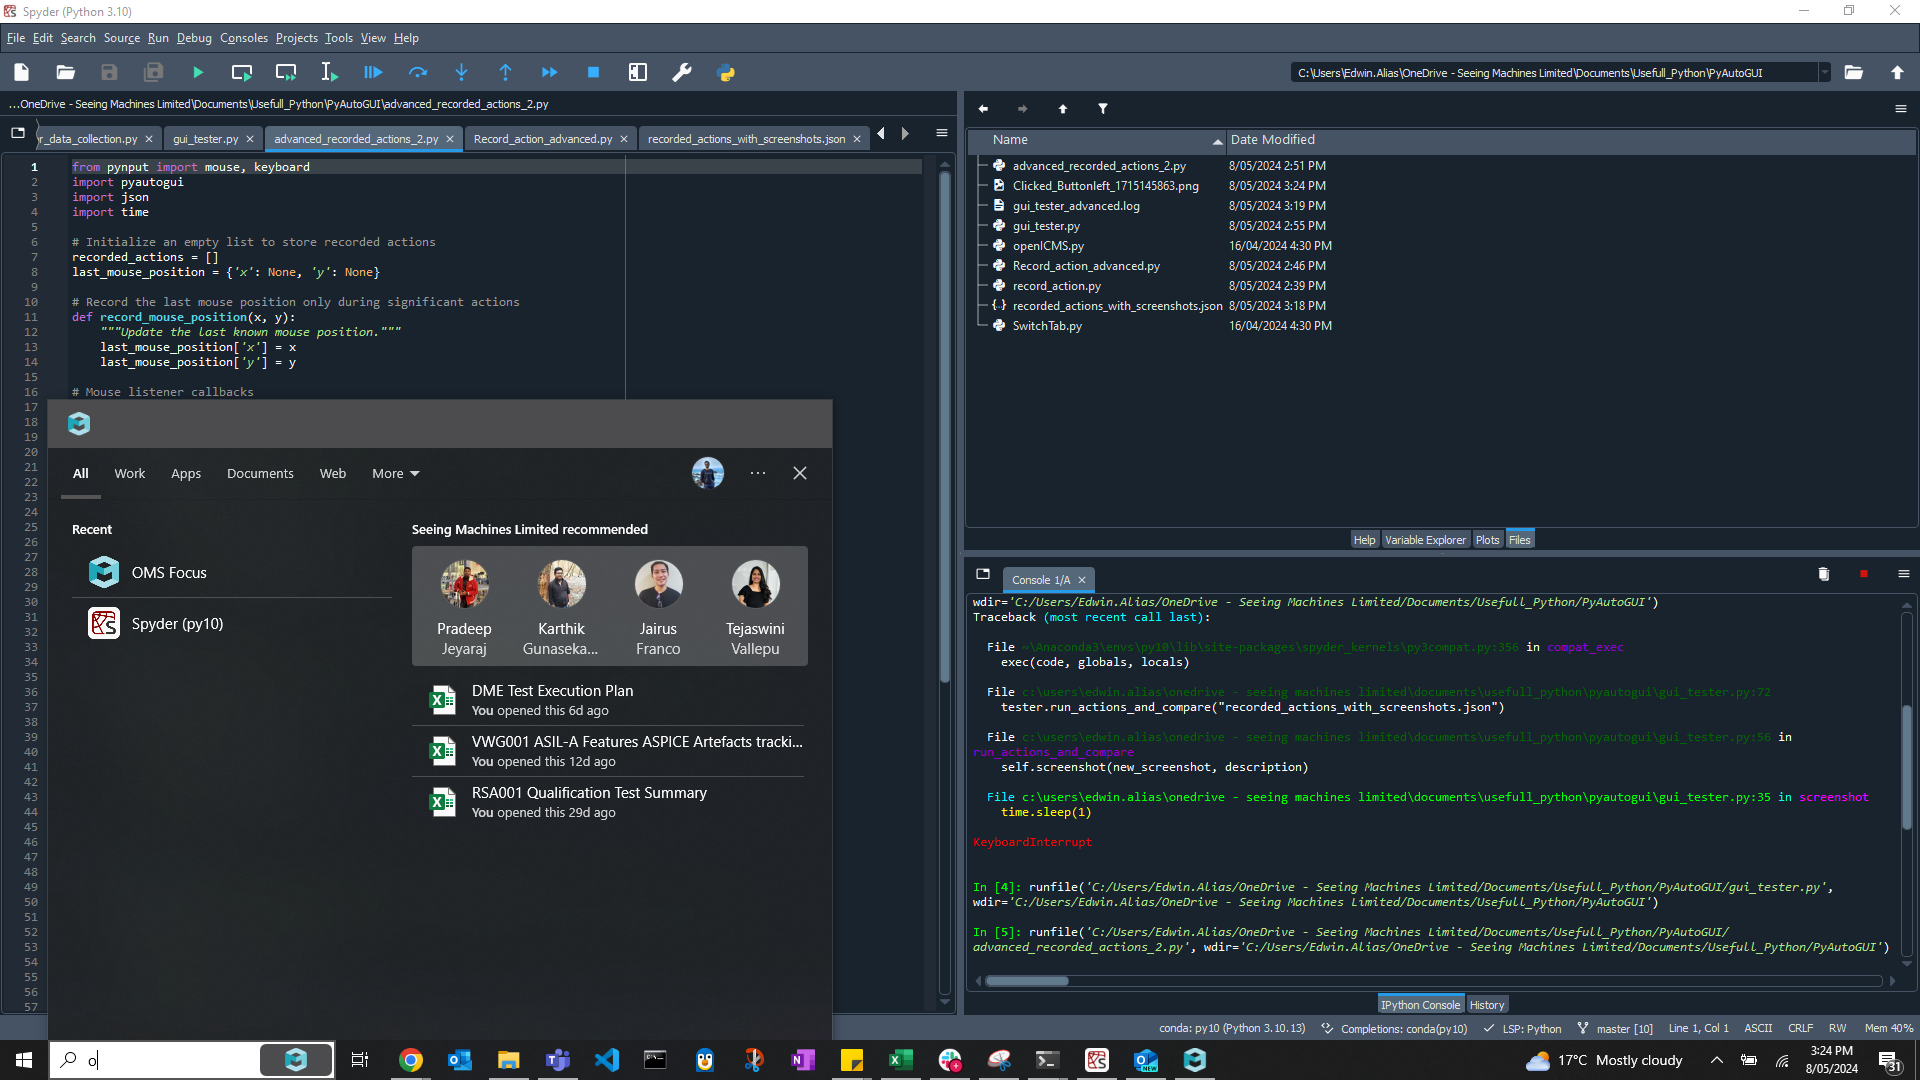 Spyder (Python 3.10)
File Edit Search Source Run Debug Consoles Projects Tools View Help
C:\Users\Edwin.Alias\OneDrive - Seeing Machines Limited\Documents\Usefull_Python\PyAutoGUI
...OneDrive - Seeing Machines Limited\Documents\Usefull_Python\PyAutoGUI\advanced_recorded_actions_2.py
r_data_collection.py
gui_tester.py
advanced_recorded_actions_2.py
Record_action_advanced.py
recorded_actions_with_screenshots.json
1 from pynput import mouse, keyboard
2 import pyautogui
3 import json
4 import time
5
6 # Initialize an empty list to store recorded actions
7 recorded_actions = []
8 last_mouse_position = {'x': None, 'y': None}
9
10 # Record the last mouse position only during significant actions
11 def record_mouse_position(x, y):
12 """Update the last known mouse position."""
13 last_mouse_position['x'] = x
14 last_mouse_position['y'] = y
15
16 # Mouse listener callbacks
17
18
19
20
21
22
23
24
25
26
27
28
29
30
31
32
33
34
35
36
37
38
39
40
41
42
43
44
45
46
47
48
49
50
51
52
53
54
55
56
57
All Work Apps Documents Web More
Recent
OMS Focus
Spyder (py10)
Seeing Machines Limited recommended
Pradeep Jeyaraj
Karthik Gunaseka...
Jairus Franco
Tejaswini Vallepu
DME Test Execution Plan
You opened this 6d ago
VWG001 ASIL-A Features ASPICE Artefacts tracki...
You opened this 12d ago
RSA001 Qualification Test Summary
You opened this 29d ago
Name Date Modified
advanced_recorded_actions_2.py 8/05/2024 2:51 PM
Clicked_Buttonleft_1715145863.png 8/05/2024 3:24 PM
gui_tester_advanced.log 8/05/2024 3:19 PM
gui_tester.py 8/05/2024 2:55 PM
openICMS.py 16/04/2024 4:30 PM
Record_action_advanced.py 8/05/2024 2:46 PM
record_action.py 8/05/2024 2:39 PM
recorded_actions_with_screenshots.json 8/05/2024 3:18 PM
SwitchTab.py 16/04/2024 4:30 PM
Help Variable Explorer Plots Files
Console 1/A
wdir='C:/Users/Edwin.Alias/OneDrive - Seeing Machines Limited/Documents/Usefull_Python/PyAutoGUI')
Traceback (most recent call last):
File ~\Anaconda3\envs\py10\lib\site-packages\spyder_kernels\py3compat.py:356 in compat_exec
exec(code, globals, locals)
File c:\users\edwin.alias\onedrive - seeing machines limited\documents\usefull_python\pyautogui\gui_tester.py:72
tester.run_actions_and_compare("recorded_actions_with_screenshots.json")
File c:\users\edwin.alias\onedrive - seeing machines limited\documents\usefull_python\pyautogui\gui_tester.py:56 in
run_actions_and_compare
self.screenshot(new_screenshot, description)
File c:\users\edwin.alias\onedrive - seeing machines limited\documents\usefull_python\pyautogui\gui_tester.py:35 in screenshot
time.sleep(1)
KeyboardInterrupt
In [4]: runfile('C:/Users/Edwin.Alias/OneDrive - Seeing Machines Limited/Documents/Usefull_Python/PyAutoGUI/gui_tester.py',
wdir='C:/Users/Edwin.Alias/OneDrive - Seeing Machines Limited/Documents/Usefull_Python/PyAutoGUI')
In [5]: runfile('C:/Users/Edwin.Alias/OneDrive - Seeing Machines Limited/Documents/Usefull_Python/PyAutoGUI/
advanced_recorded_actions_2.py', wdir='C:/Users/Edwin.Alias/OneDrive - Seeing Machines Limited/Documents/Usefull_Python/PyAutoGUI')
IPython Console History
conda: py10 (Python 3.10.13) Completions: conda(py10) LSP: Python master [10] Line 1, Col 1 ASCII CRLF RW Mem 40%
o
17°C Mostly cloudy
3:24 PM
8/05/2024
31